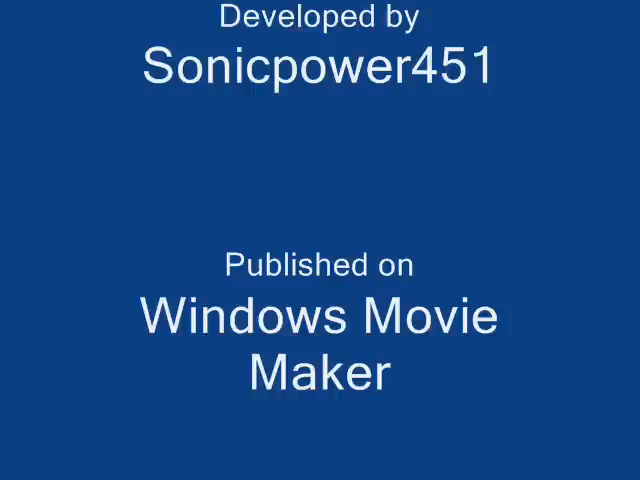 Developed by
Sonicpower451
Published on
Windows Movie
Maker